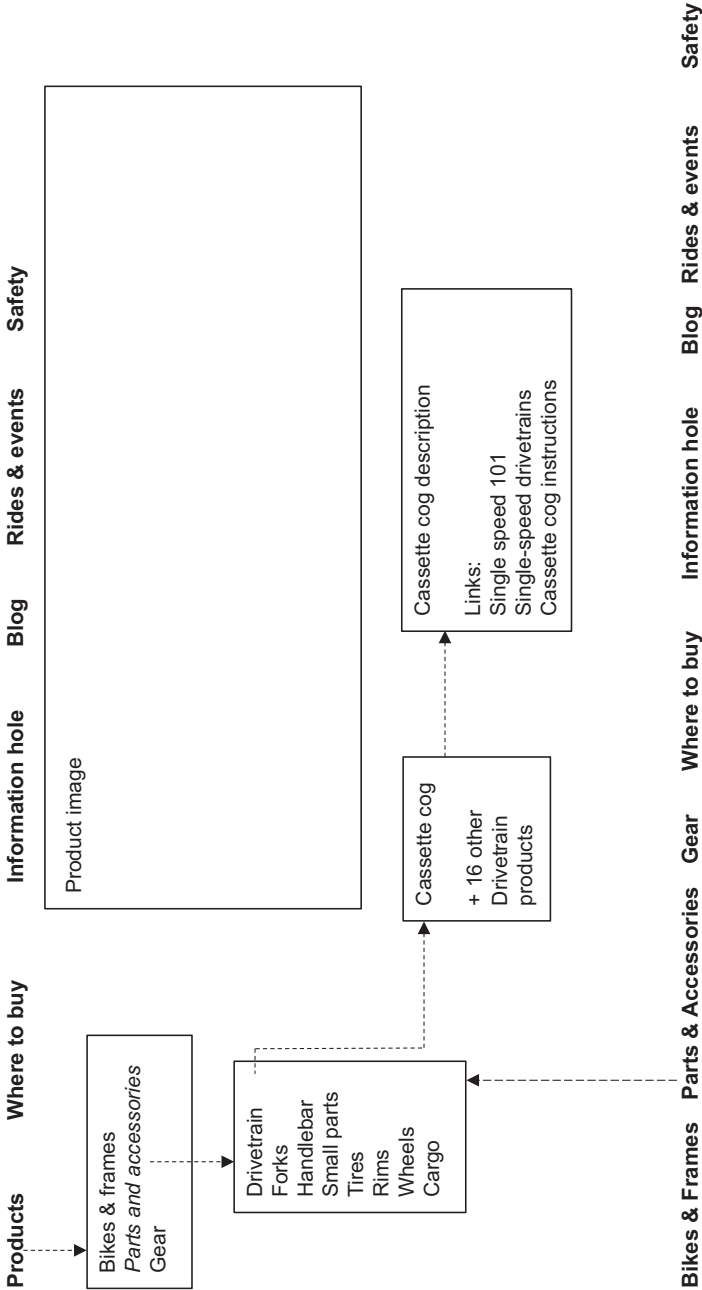 Products Where to buy Information hole Blog Rides & events Safety
Bikes & frames
Parts and accessories
Gear
Product image
Drivetrain
Forks
Handlebar
Small parts
Tires
Rims
Wheels
Cargo
Cassette cog
+ 16 other
Drivetrain
products
Cassette cog description
Links:
Single speed 101
Single-speed drivetrains
Cassette cog instructions
Bikes & Frames Parts & Accessories Gear Where to buy Information hole Blog Rides & events Safety